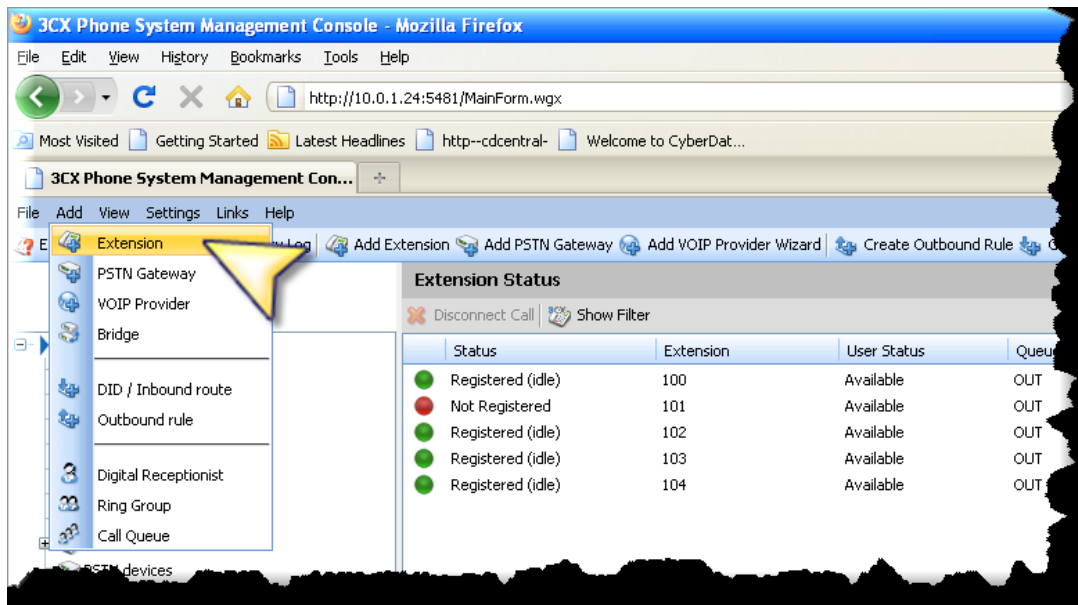 3CX Phone System Management Console - Mozilla Firefox
File Edit View History Bookmarks Tools Help
http://10.0.1.24:5481/MainForm.wgx
Most Visited Getting Started Latest Headlines http--cdcentral- Welcome to CyberDat...
3CX Phone System Management Con...
File Add View Settings Links Help
E Log Add Extension Add PSTN Gateway Add VOIP Provider Wizard Create Outbound Rule
Extension
PSTN Gateway
VOIP Provider
Bridge
DID / Inbound route
Outbound rule
Digital Receptionist
Ring Group
Call Queue
devices
Extension Status
Disconnect Call Show Filter
Status Extension User Status Queu
Registered (idle) 100 Available OUT
Not Registered 101 Available OUT
Registered (idle) 102 Available OUT
Registered (idle) 103 Available OUT
Registered (idle) 104 Available OUT